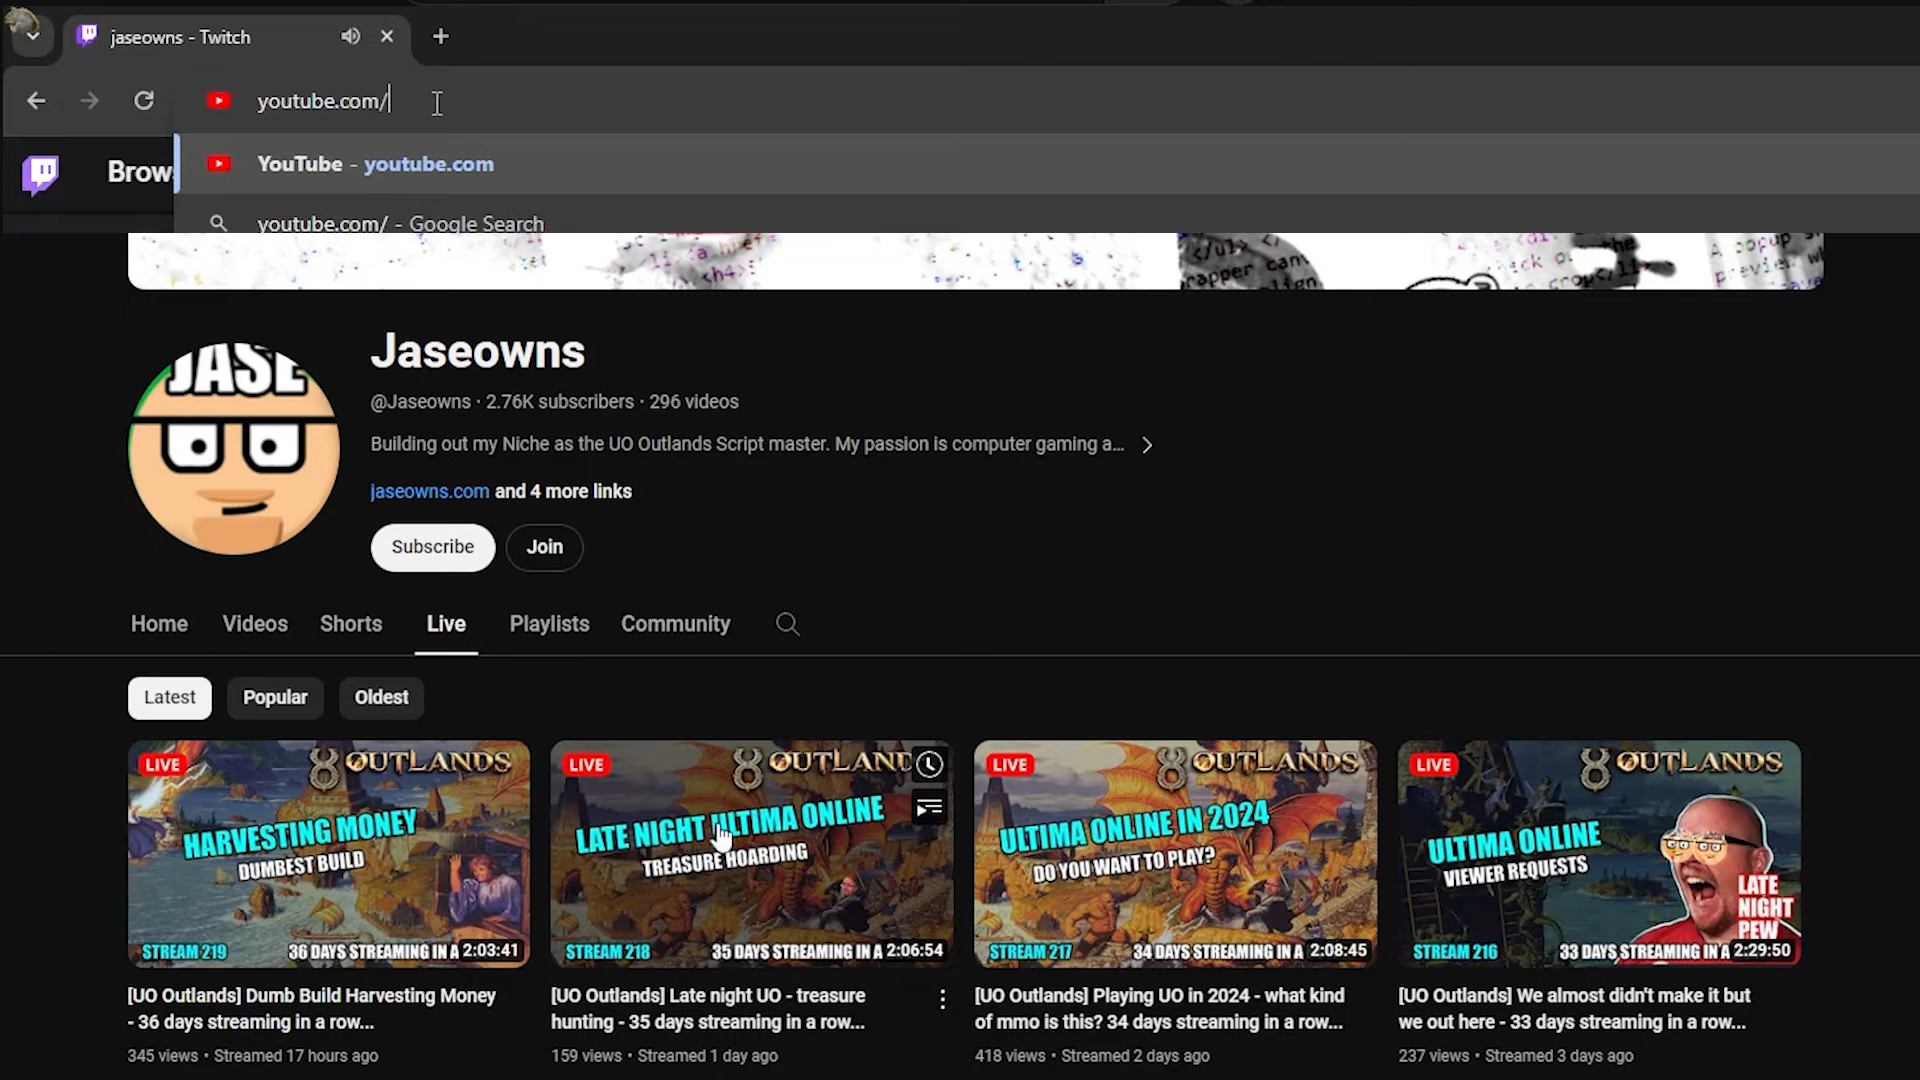 jaseowns - Twitch
youtube.com/
Brow
YouTube - youtube.com
youtube.com/ - Google Search
<h4>
</ul>
rapper can
lign
ick
the
A popup
previe
JASE
Jaseowns
@Jaseowns · 2.76K subscribers · 296 videos
Building out my Niche as the UO Outlands Script master. My passion is computer gaming a...
jaseowns.com and 4 more links
Subscribe
Join
Home
Videos
Shorts
Live
Playlists
Community
Latest
Popular
Oldest
LIVE
OUTLANDS
HARVESTING MONEY
DUMBEST BUILD
STREAM 219
36 DAYS STREAMING IN A
2:03:41
[UO Outlands] Dumb Build Harvesting Money
- 36 days streaming in a row...
345 views · Streamed 17 hours ago
LIVE
OUTLAND
LATE NIGHT ULTIMA ONLINE
TREASURE HOARDING
STREAM 218
35 DAYS STREAMING IN A
2:06:54
[UO Outlands] Late night UO - treasure
hunting - 35 days streaming in a row...
159 views · Streamed 1 day ago
LIVE
OUTLANDS
ULTIMA ONLINE IN 2024
DO YOU WANT TO PLAY?
STREAM 217
34 DAYS STREAMING IN A
2:08:45
[UO Outlands] Playing UO in 2024 - what kind
of mmo is this? 34 days streaming in a row...
418 views · Streamed 2 days ago
LIVE
OUTLANDS
ULTIMA ONLINE
VIEWER REQUESTS
LATE
NIGHT
PEW
STREAM 216
33 DAYS STREAMING IN A
2:29:50
[UO Outlands] We almost didn't make it but
we out here - 33 days streaming in a row...
237 views · Streamed 3 days ago